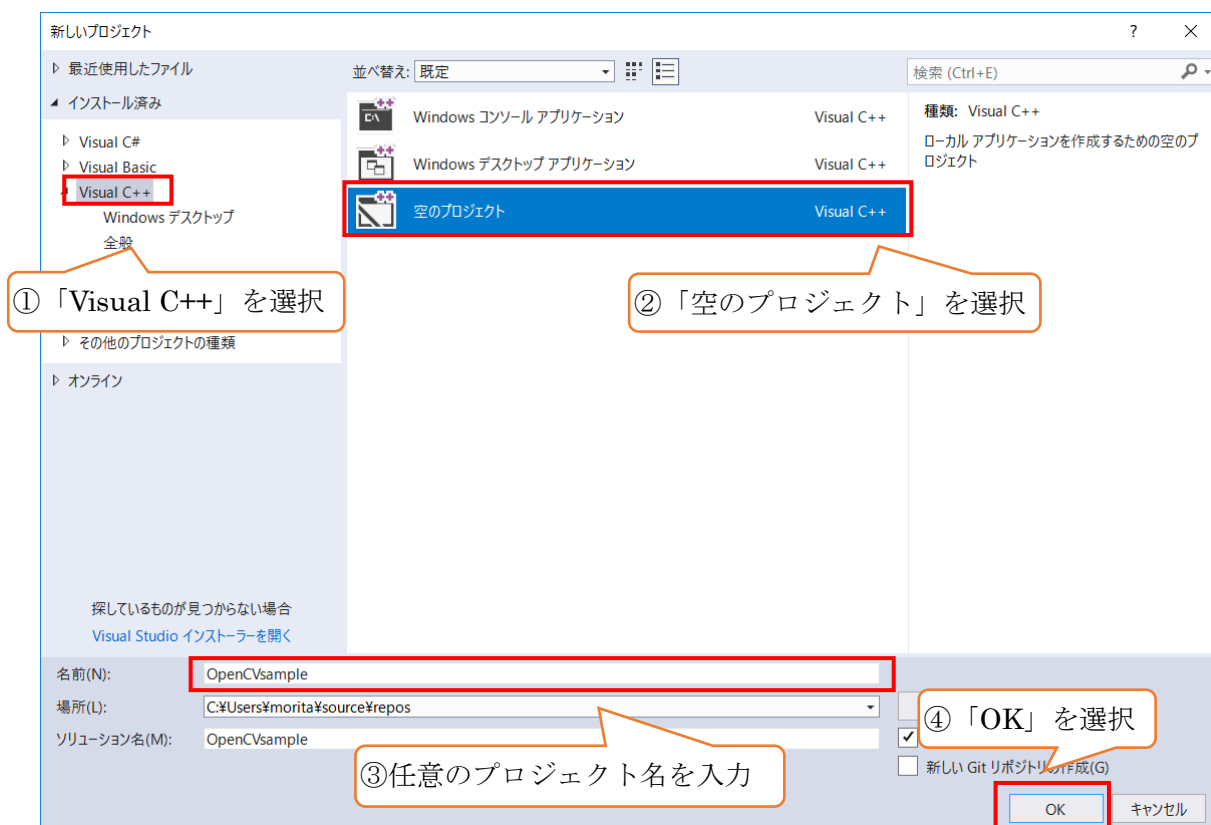 新しいプロジェクト
?
▷ 最近使用したファイル
並べ替え: 既定
検索 (Ctrl+E)
インストール済み
Windows コンソール アプリケーション Visual C++
種類: Visual C++
ローカル アプリケーションを作成するための空のプ
ロジェクト
Visual C#
Visual Basic
Windows デスクトップ アプリケーション Visual C++
Visual C++
Windows デスクトップ
空のプロジェクト Visual C++
全般
①「Visual C++」を選択
②「空のプロジェクト」を選択
その他のプロジェクトの種類
オンライン
探しているものが見つからない場合
Visual Studio インストーラーを開く
名前(N): OpenCVsample
場所(L): C:¥Users¥morita¥source¥repos
④「OK」を選択
ソリューション名(M): OpenCVsample
③任意のプロジェクト名を入力
新しい Git リポジトリの作成(G)
OK キャンセル